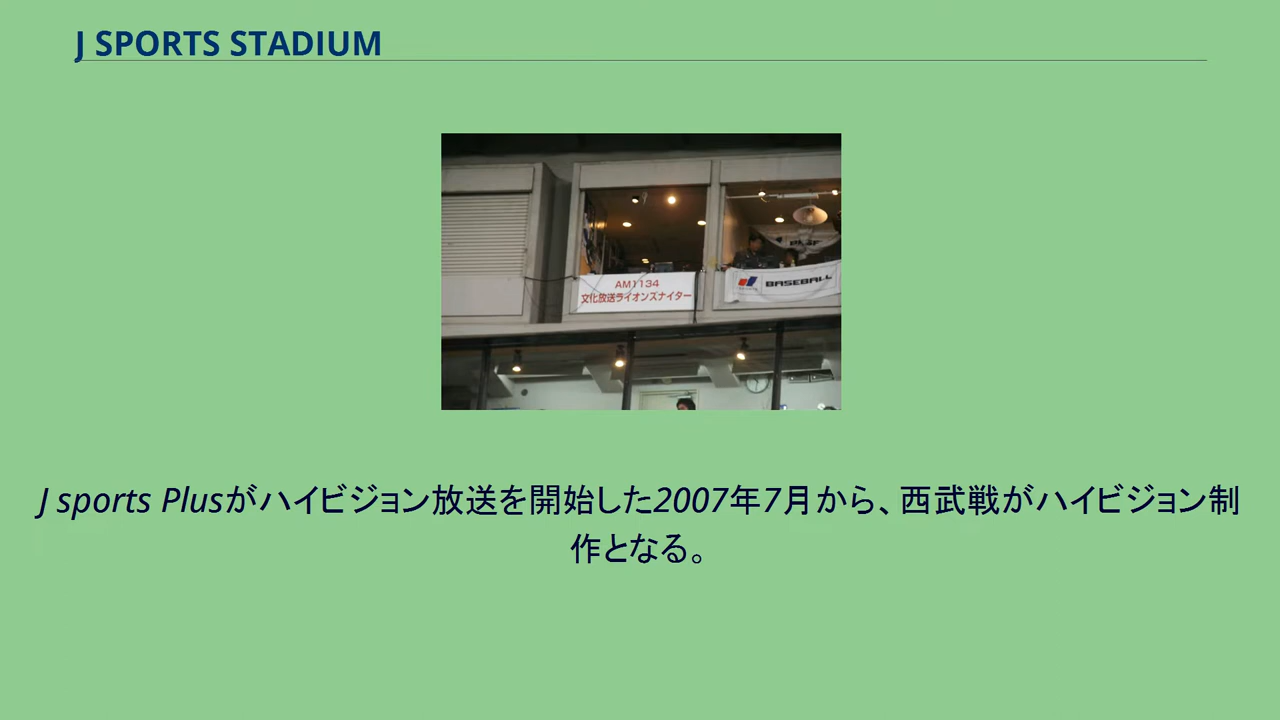 J SPORTS STADIUM
AM1134
文化放送ライオンズナイター
BASEBALL
J sports Plusがハイビジョン放送を開始した2007年7月から、西武戦がハイビジョン制
作となる。